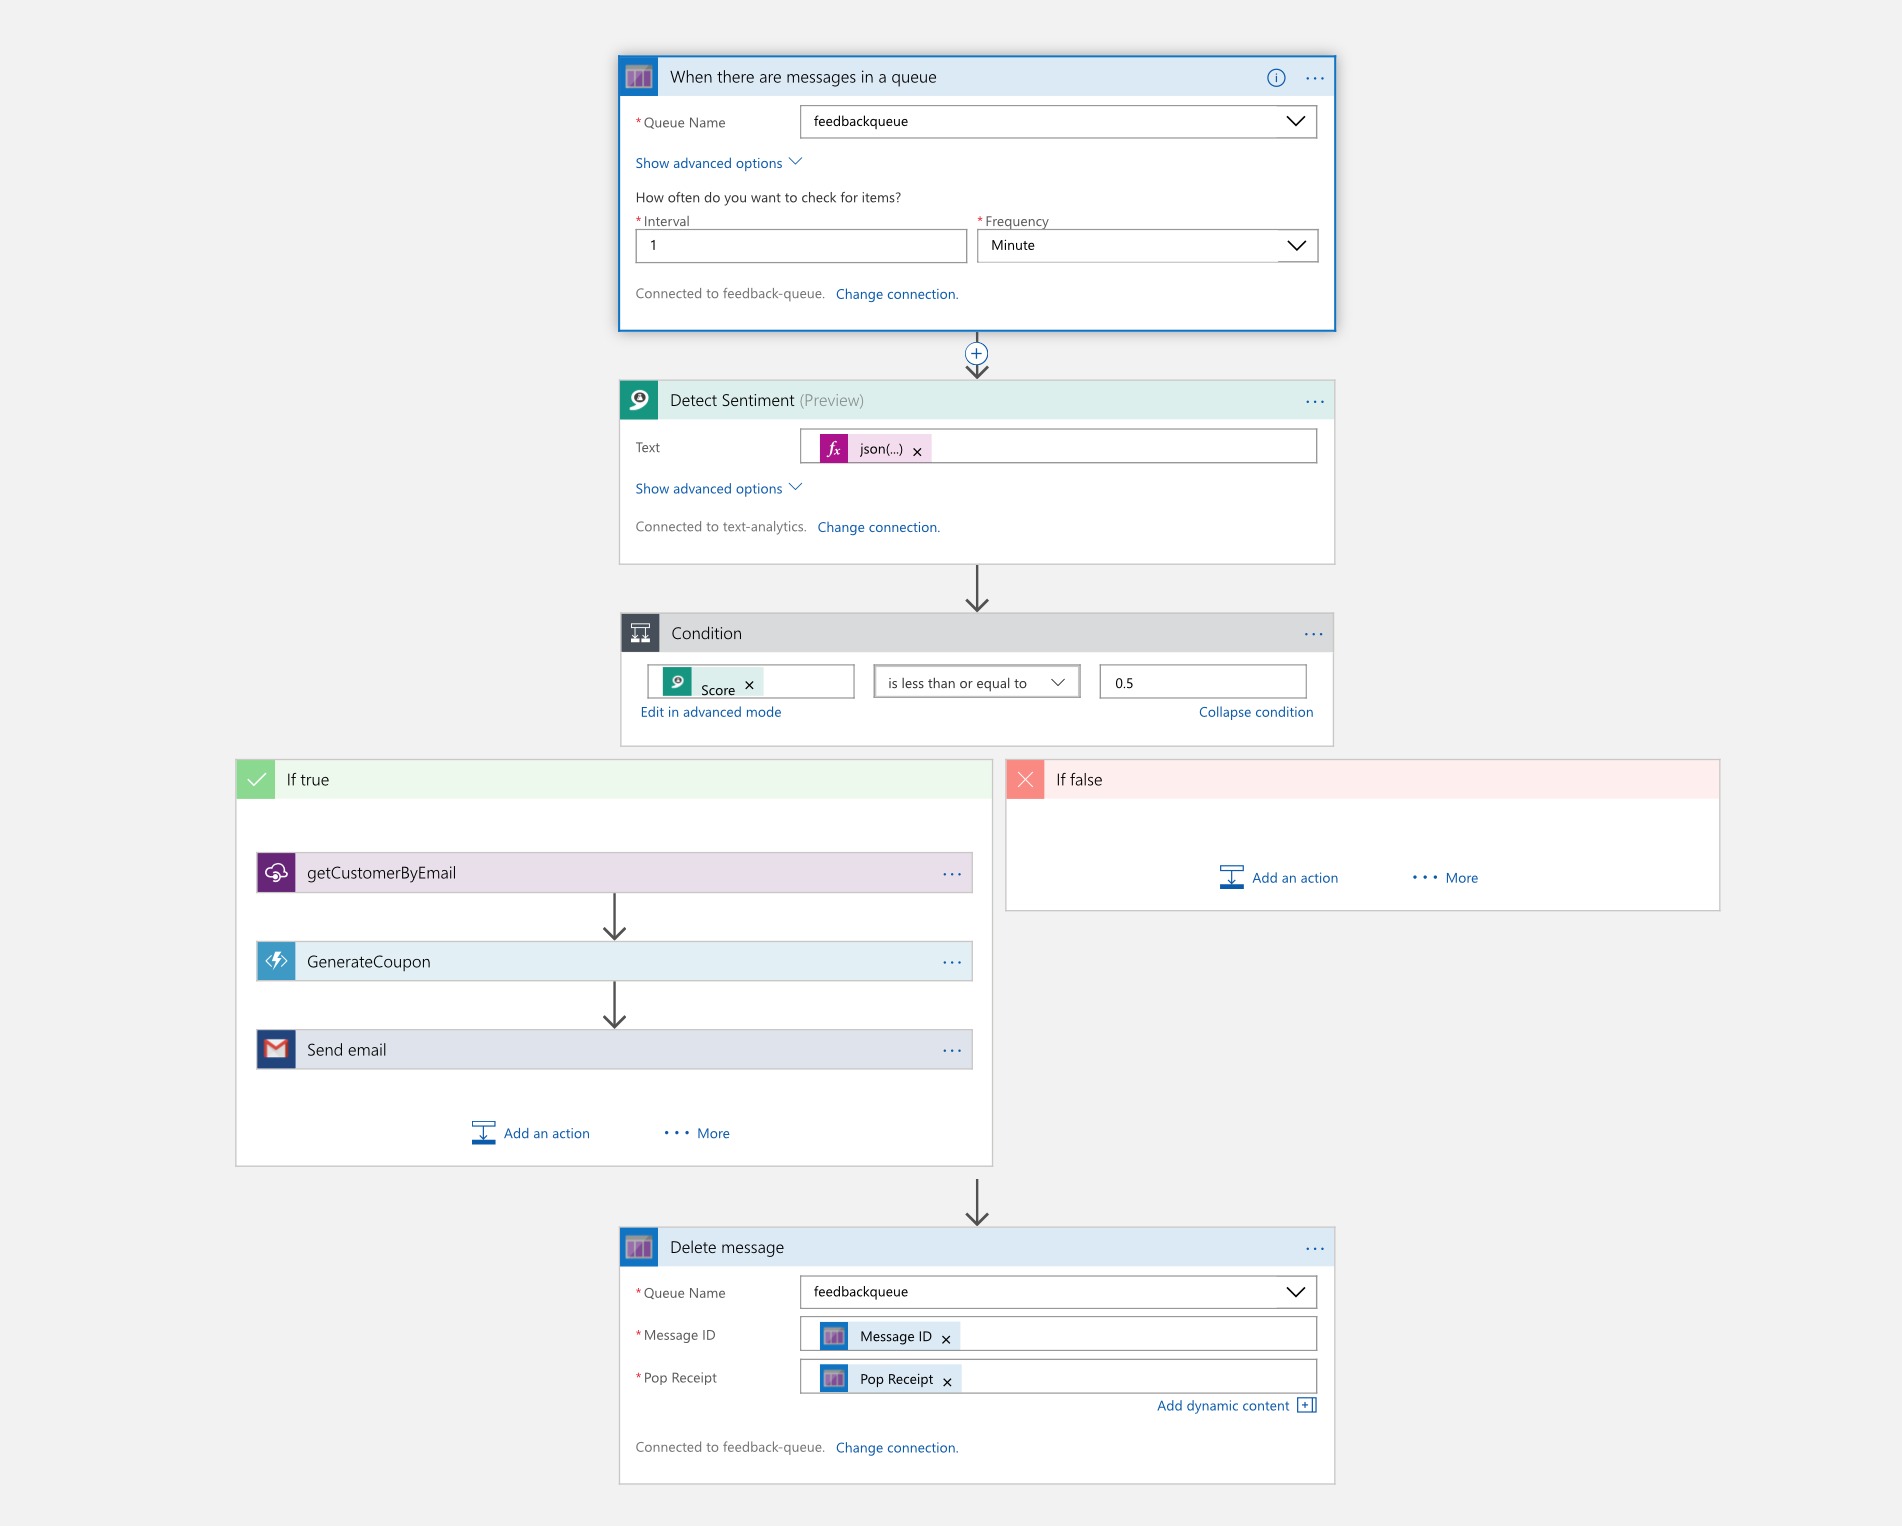 When there are messages in a queue
* Queue Name feedbackqueue
Show advanced options
How often do you want to check for items?
* Interval * Frequency
1 Minute
Connected to feedback-queue. Change connection.
Detect Sentiment (Preview)
Text fx json(...) ×
Show advanced options
Connected to text-analytics. Change connection.
Condition
Score × is less than or equal to 0.5
Edit in advanced mode Collapse condition
If true
getCustomerByEmail
GenerateCoupon
Send email
Add an action ··· More
If false
Add an action ··· More
Delete message
* Queue Name feedbackqueue
* Message ID Message ID ×
* Pop Receipt Pop Receipt ×
Add dynamic content
Connected to feedback-queue. Change connection.